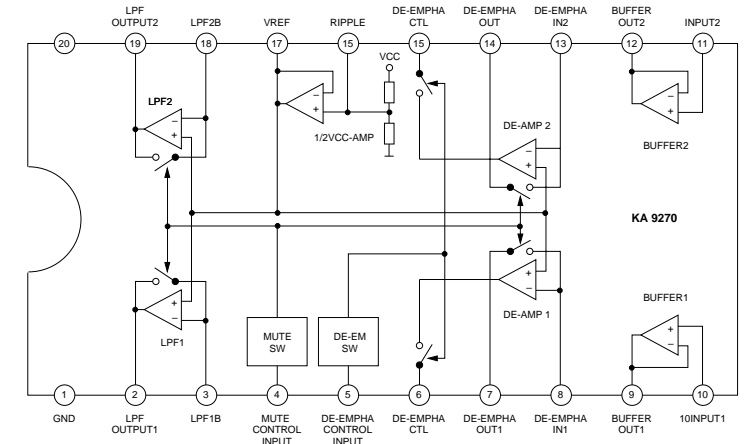 LPF
OUTPUT2
LPF2B
VREF
RIPPLE
DE-EMPHA
CTL
DE-EMPHA
OUT
DE-EMPHA
IN2
BUFFER
OUT2
INPUT2
20
19
18
17
15
15
14
13
12
11
VCC
LPF2
−
+
−
+
1/2VCC-AMP
DE-AMP 2
−
+
−
+
BUFFER2
KA 9270
+
−
LPF1
MUTE
SW
DE-EM
SW
+
−
DE-AMP 1
BUFFER1
+
−
1
2
3
4
5
6
7
8
9
10
GND
LPF
OUTPUT1
LPF1B
MUTE
CONTROL
INPUT
DE-EMPHA
CONTROL
INPUT
DE-EMPHA
CTL
DE-EMPHA
OUT1
DE-EMPHA
IN1
BUFFER
OUT1
10INPUT1